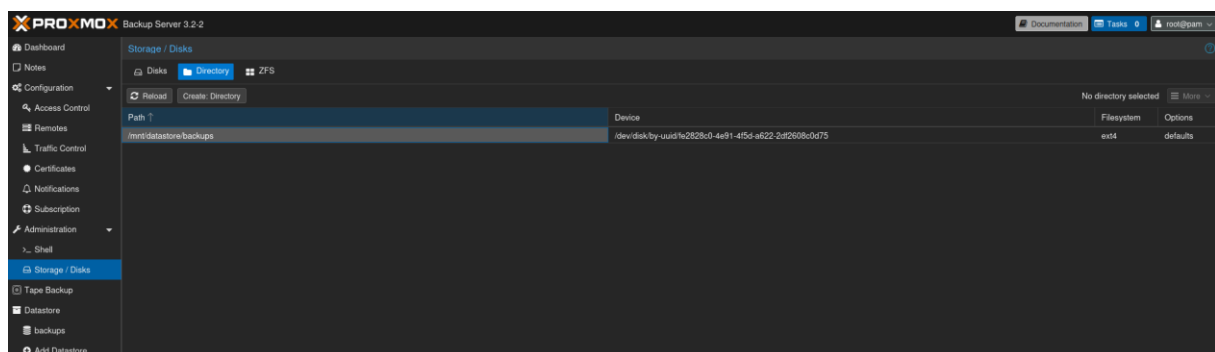 PROXMOX Backup Server 3.2-2
Documentation
Tasks 0
root@pam
Dashboard
Notes
Configuration
Access Control
Remotes
Traffic Control
Certificates
Notifications
Subscription
Administration
Shell
Storage / Disks
Tape Backup
Datastore
backups
Add Datastore
Storage / Disks
Disks
Directory
ZFS
Reload
Create: Directory
No directory selected
More
Path Device Filesystem Options
/mnt/datastore/backups /dev/disk/by-uuid/fe2828c0-4e91-4f5d-a622-2df2608c0d75 ext4 defaults